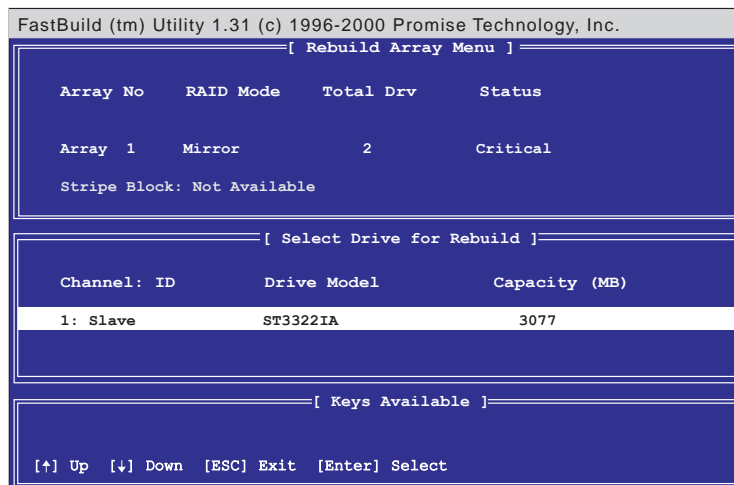 FastBuild (tm) Utility 1.31 (c) 1996-2000 Promise Technology, Inc.
[ Rebuild Array Menu ]
Array No RAID Mode Total Drv Status
Array 1 Mirror 2 Critical
Stripe Block: Not Available
[ Select Drive for Rebuild ]
Channel: ID Drive Model Capacity (MB)
1: Slave ST3322IA 3077
[ Keys Available ]
[↑] Up [↓] Down [ESC] Exit [Enter] Select